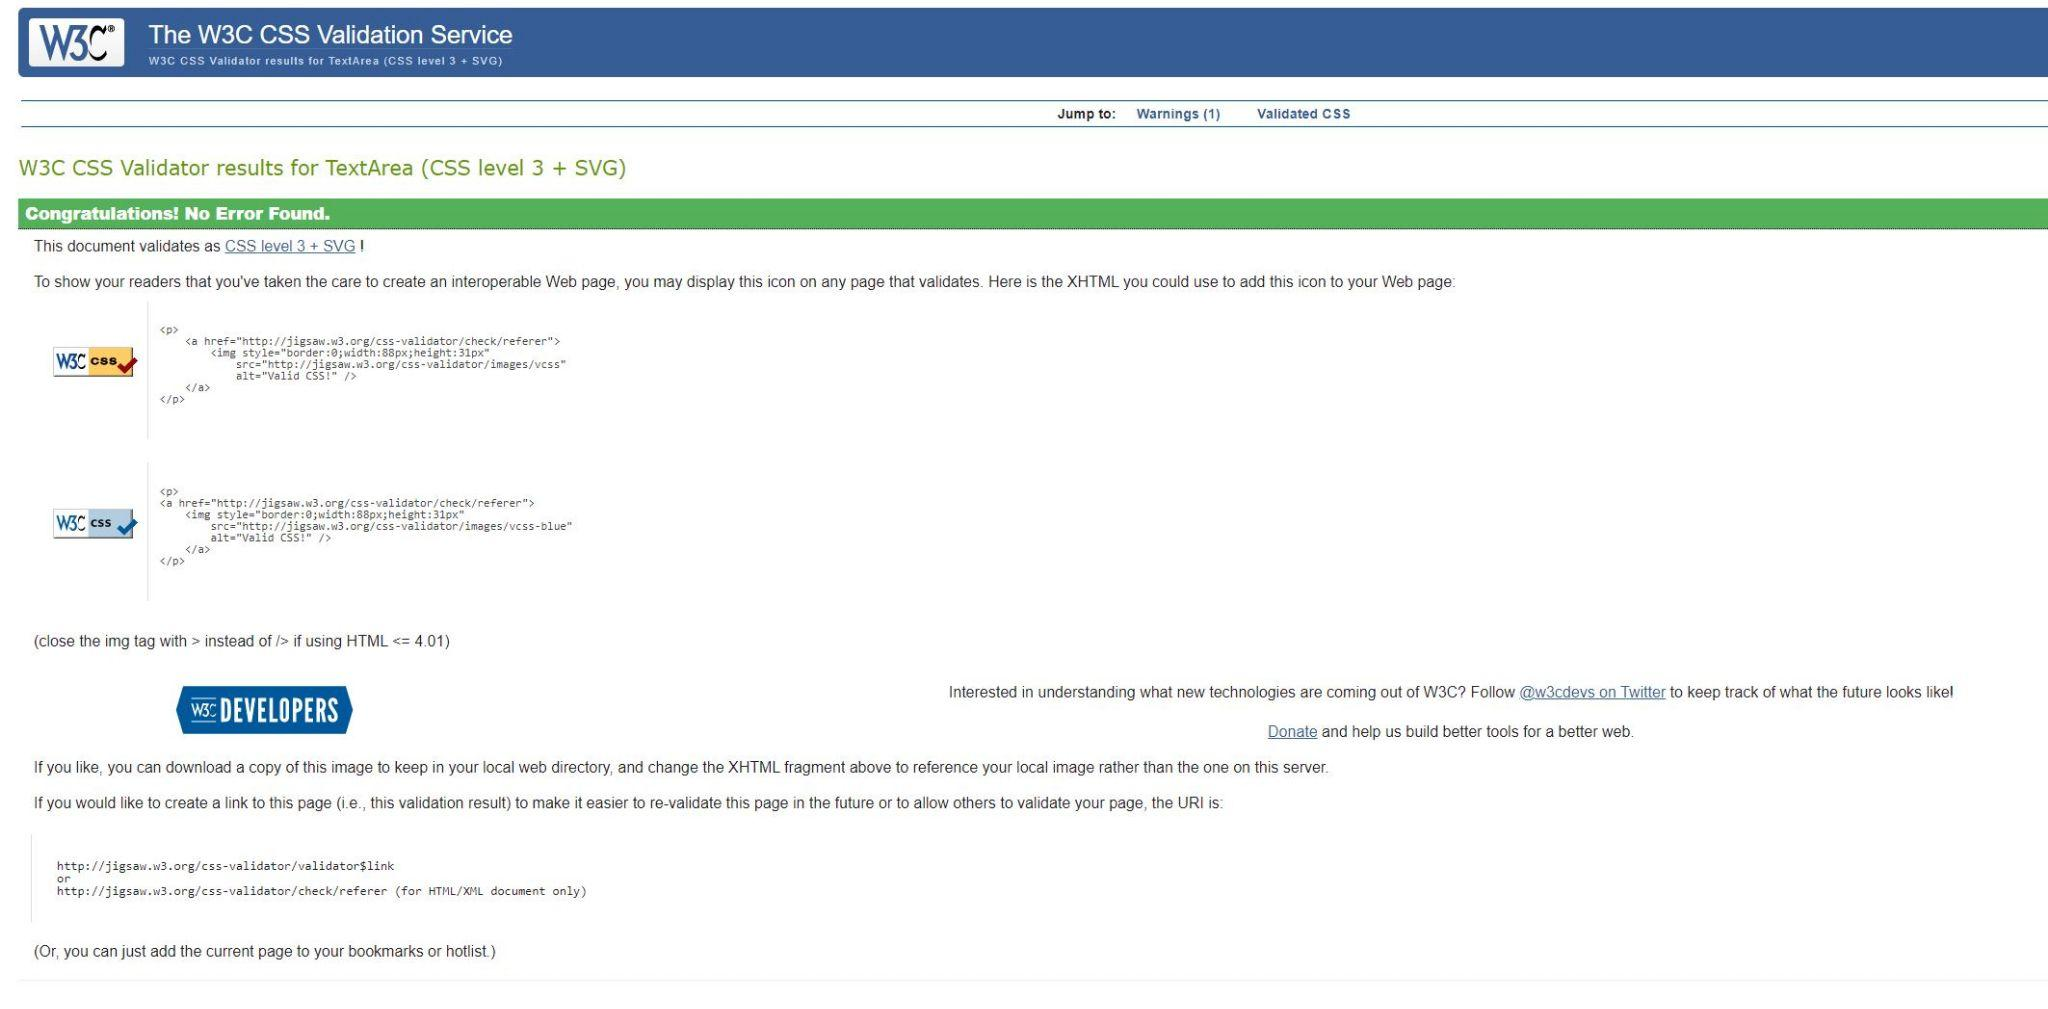 W3C®
The W3C CSS Validation Service
W3C CSS Validator results for TextArea (CSS level 3 + SVG)
Jump to: Warnings (1) Validated CSS
W3C CSS Validator results for TextArea (CSS level 3 + SVG)
Congratulations! No Error Found.
This document validates as CSS level 3 + SVG !
To show your readers that you've taken the care to create an interoperable Web page, you may display this icon on any page that validates. Here is the XHTML you could use to add this icon to your Web page:
W3C css
<p>
    <a href="http://jigsaw.w3.org/css-validator/check/referer">
        <img style="border:0;width:88px;height:31px"
            src="http://jigsaw.w3.org/css-validator/images/vcss"
            alt="Valid CSS!" />
    </a>
</p>
W3C css
<p>
<a href="http://jigsaw.w3.org/css-validator/check/referer">
    <img style="border:0;width:88px;height:31px"
        src="http://jigsaw.w3.org/css-validator/images/vcss-blue"
        alt="Valid CSS!" />
    </a>
</p>
(close the img tag with > instead of /> if using HTML <= 4.01)
W3C DEVELOPERS
Interested in understanding what new technologies are coming out of W3C? Follow @w3cdevs on Twitter to keep track of what the future looks like!
Donate and help us build better tools for a better web.
If you like, you can download a copy of this image to keep in your local web directory, and change the XHTML fragment above to reference your local image rather than the one on this server.
If you would like to create a link to this page (i.e., this validation result) to make it easier to re-validate this page in the future or to allow others to validate your page, the URI is:
http://jigsaw.w3.org/css-validator/validator$link
or
http://jigsaw.w3.org/css-validator/check/referer (for HTML/XML document only)
(Or, you can just add the current page to your bookmarks or hotlist.)